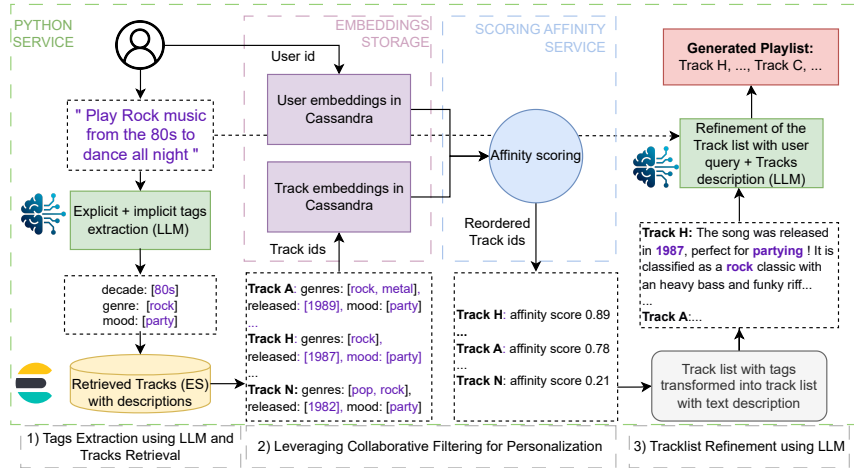 PYTHON
SERVICE
EMBEDDINGS
STORAGE
SCORING AFFINITY
SERVICE
User id
" Play Rock music
from the 80s to
dance all night "
User embeddings in
Cassandra
Track embeddings in
Cassandra
Affinity scoring
Generated Playlist:
Track H, ..., Track C, ...
Refinement of the
Track list with user
query + Tracks
description (LLM)
Explicit + implicit tags
extraction (LLM)
Track ids
Reordered
Track ids
decade: [80s]
genre: [rock]
mood: [party]
Retrieved Tracks (ES)
with descriptions
Track A: genres: [rock, metal],
released: [1989], mood: [party]
...
Track H: genres: [rock],
released: [1987], mood: [party]
...
Track N: genres: [pop, rock],
released: [1982], mood: [party]
Track H: affinity score 0.89
...
Track A: affinity score 0.78
...
Track N: affinity score 0.21
Track H: The song was released
in 1987, perfect for partying ! It is
classified as a rock classic with
an heavy bass and funky riff...
...
Track A:...
Track list with tags
transformed into track list
with text description
1) Tags Extraction using LLM and
Tracks Retrieval
2) Leveraging Collaborative Filtering for Personalization
3) Tracklist Refinement using LLM